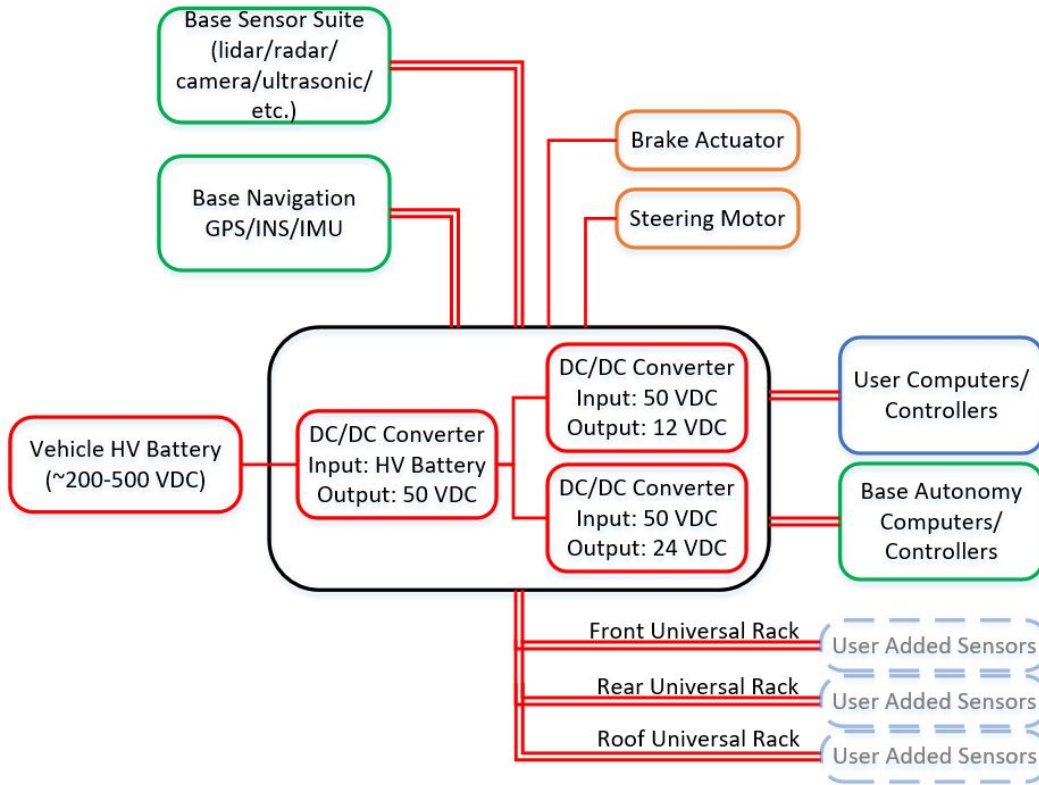 Base Sensor Suite
(lidar/radar/
camera/ultrasonic/
etc.)
Brake Actuator
Base Navigation
GPS/INS/IMU
Steering Motor
Vehicle HV Battery
(~200-500 VDC)
DC/DC Converter
Input: HV Battery
Output: 50 VDC
DC/DC Converter
Input: 50 VDC
Output: 12 VDC
DC/DC Converter
Input: 50 VDC
Output: 24 VDC
User Computers/
Controllers
Base Autonomy
Computers/
Controllers
Front Universal Rack
User Added Sensors
Rear Universal Rack
User Added Sensors
Roof Universal Rack
User Added Sensors